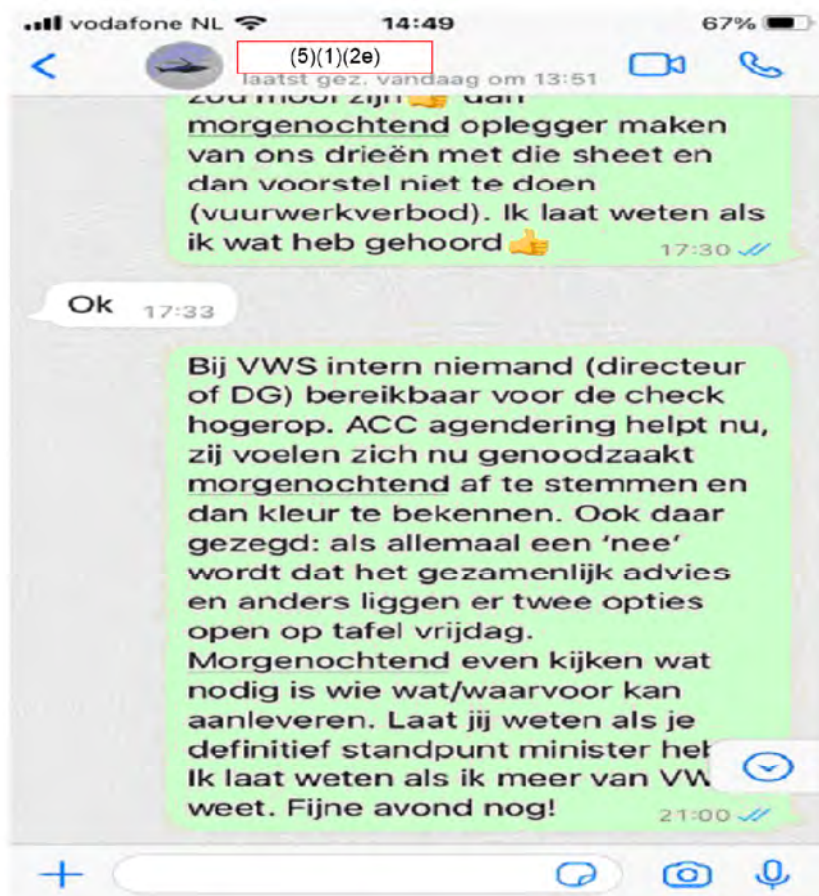 vodafone NL
14:49
67%
(5)(1)(2e)
laatst gez. vandaag om 13:51
zou mooi zijn👍 dan
morgenochtend oplegger maken
van ons drieën met die sheet en
dan voorstel niet te doen
(vuurwerkverbod). Ik laat weten als
ik wat heb gehoord👍
17:30
Ok 17:33
Bij VWS intern niemand (directeur
of DG) bereikbaar voor de check
hogerop. ACC agendering helpt nu,
zij voelen zich nu genoodzaakt
morgenochtend af te stemmen en
dan kleur te bekennen. Ook daar
gezegd: als allemaal een ‘nee’
wordt dat het gezamenlijk advies
en anders liggen er twee opties
open op tafel vrijdag.
Morgenochtend even kijken wat
nodig is wie wat/waarvoor kan
aanleveren. Laat jij weten als je
definitief standpunt minister
Ik laat weten als ik meer van VW
weet. Fijne avond nog!
21:00